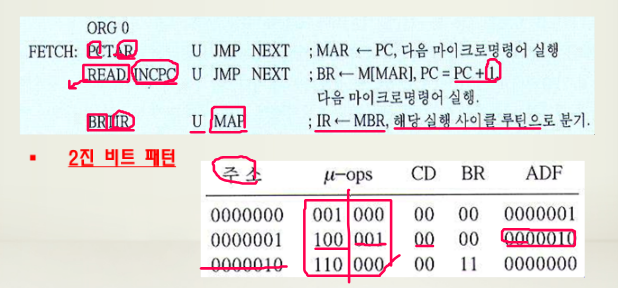 ORG 0
FETCH: PCTAR U JMP NEXT ; MAR ← PC, 다음 마이크로명령어 실행
READ, INCPC U JMP NEXT ; BR ← M[MAR], PC = PC + 1,
다음 마이크로명령어 실행.
BRTIR U MAP ; IR ← MBR, 해당 실행 사이클 루틴으로 분기.
▪ 2진 비트 패턴
주소 μ-ops CD BR ADF
0000000 001 000 00 00 0000001
0000001 100 001 00 00 0000010
0000010 110 000 00 11 0000000